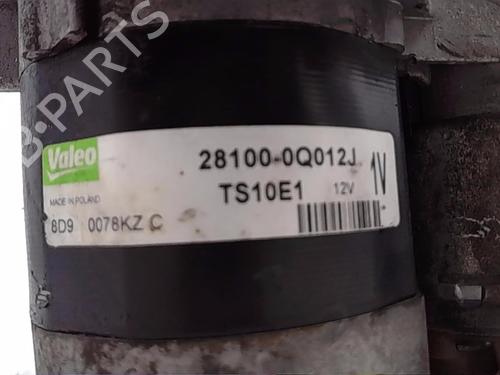 B-PARTS
Valeo
28100-0Q012J
1V
MADE IN POLAND
TS10E1
12V
8D9 0078KZ C